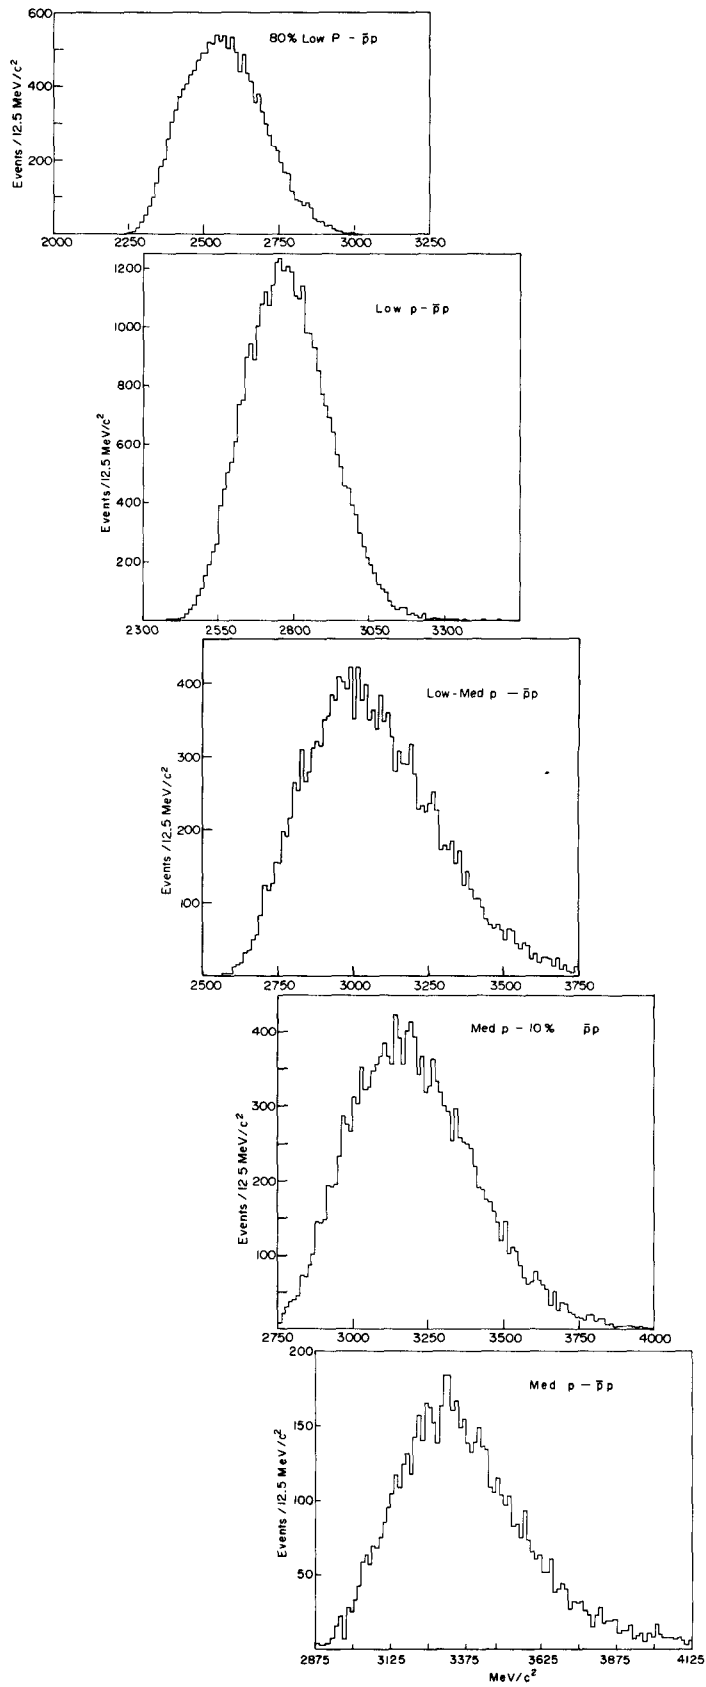 600
400
200
Events / 12.5 MeV/c²
80% Low P - p̄p
2000 2250 2500 2750 3000 3250
1200
1000
800
600
400
200
Events / 12.5 MeV/c²
Low p - p̄p
2300 2550 2800 3050 3300
400
300
200
100
Events / 12.5 MeV/c²
Low-Med p — p̄p
2500 2750 3000 3250 3500 3750
400
300
200
100
Events / 12.5 MeV/c²
Med p - 10% p̄p
2750 3000 3250 3500 3750 4000
200
150
100
50
Events / 12.5 MeV/c²
Med p — p̄p
2875 3125 3375 3625 3875 4125
MeV/c²